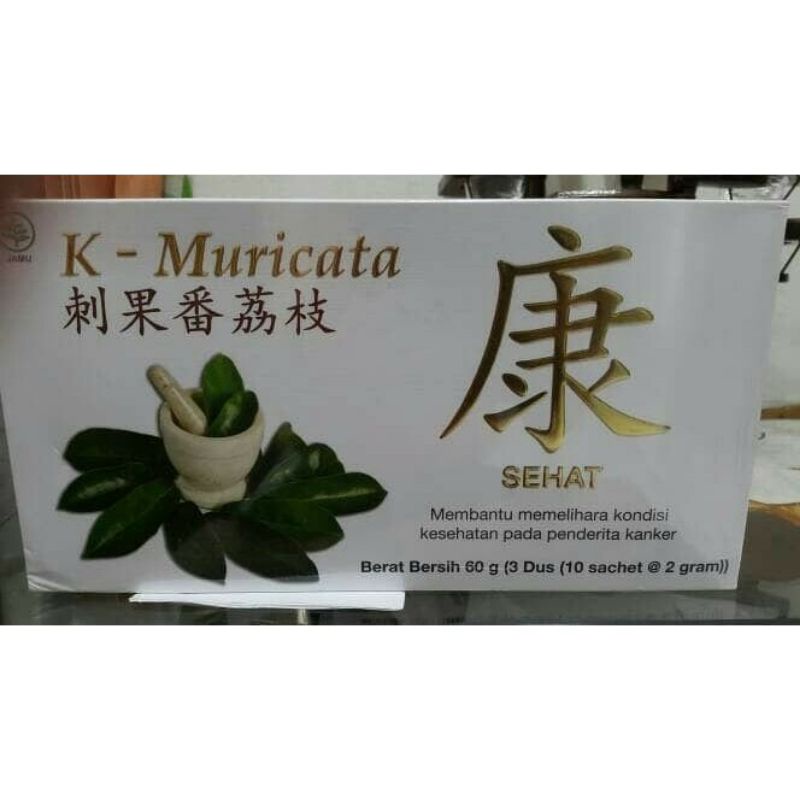 JAMU
K - Muricata
刺果番荔枝
康
SEHAT
Membantu memelihara kondisi
kesehatan pada penderita kanker
Berat Bersih 60 g (3 Dus (10 sachet @ 2 gram))